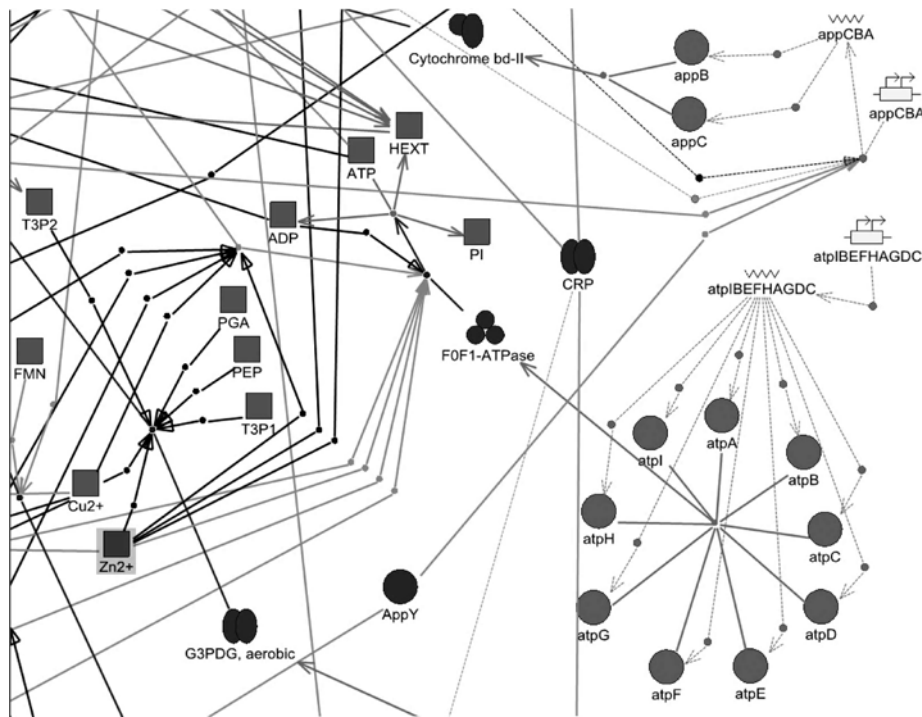 Cytochrome bd-II
appB
appCBA
appCBA
appC
HEXT
ATP
T3P2
ADP
PI
CRP
atpIBEFHAGDC
atpIBEFHAGDC
PGA
F0F1-ATPase
FMN
PEP
T3P1
atpI
atpA
atpB
Cu2+
atpH
atpC
Zn2+
AppY
atpG
atpD
G3PDG, aerobic
atpF
atpE